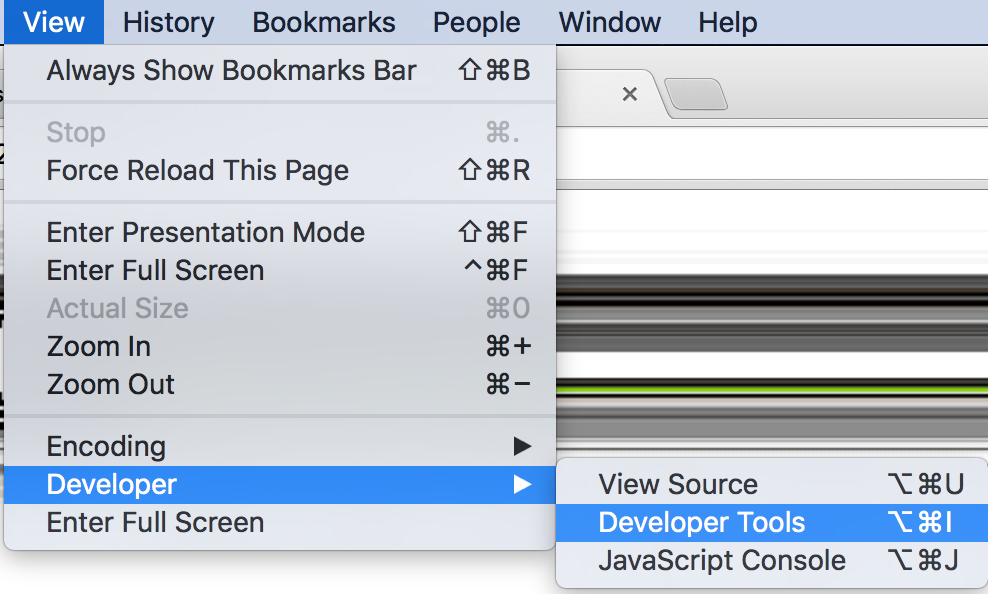 View History Bookmarks People Window Help
Always Show Bookmarks Bar ⇧⌘B
Stop ⌘.
Force Reload This Page ⇧⌘R
Enter Presentation Mode ⇧⌘F
Enter Full Screen ^⌘F
Actual Size ⌘0
Zoom In ⌘+
Zoom Out ⌘−
Encoding ▶
Developer ▶
Enter Full Screen
View Source ⌥⌘U
Developer Tools ⌥⌘I
JavaScript Console ⌥⌘J